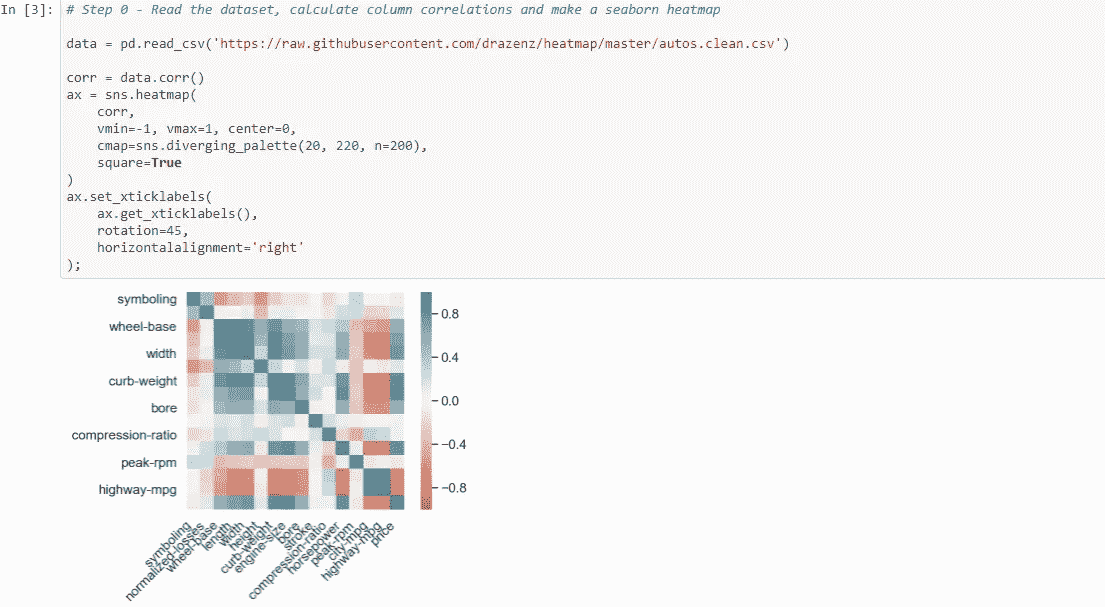 In [3]: # Step 0 - Read the dataset, calculate column correlations and make a seaborn heatmap
data = pd.read_csv('https://raw.githubusercontent.com/drazenz/heatmap/master/autos.clean.csv')
corr = data.corr()
ax = sns.heatmap(
    corr,
    vmin=-1, vmax=1, center=0,
    cmap=sns.diverging_palette(20, 220, n=200),
    square=True
)
ax.set_xticklabels(
    ax.get_xticklabels(),
    rotation=45,
    horizontalalignment='right'
);
symboling
wheel-base
width
curb-weight
bore
compression-ratio
peak-rpm
highway-mpg
0.8
0.4
0.0
−0.4
−0.8
symboling
normalized-losses
wheel-base
length
width
height
curb-weight
engine-size
bore
stroke
compression-ratio
horsepower
peak-rpm
city-mpg
highway-mpg
price